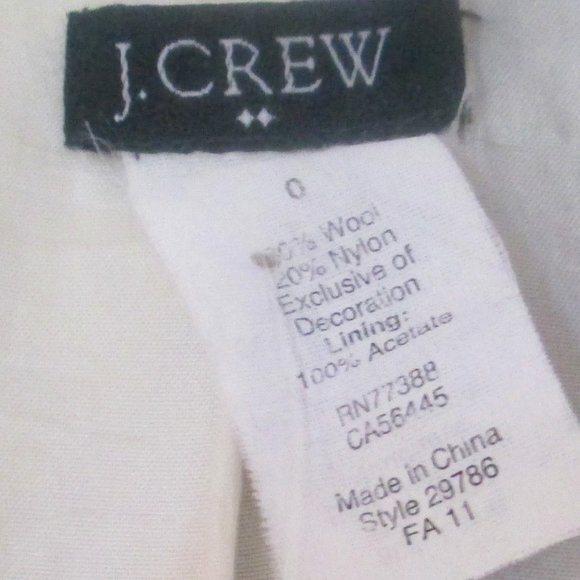 J.CREW
0
0% Wool
20% Nylon
Exclusive of
Decoration
Lining:
100% Acetate
RN77388
CA56445
Made in China
Style 29786
FA 11